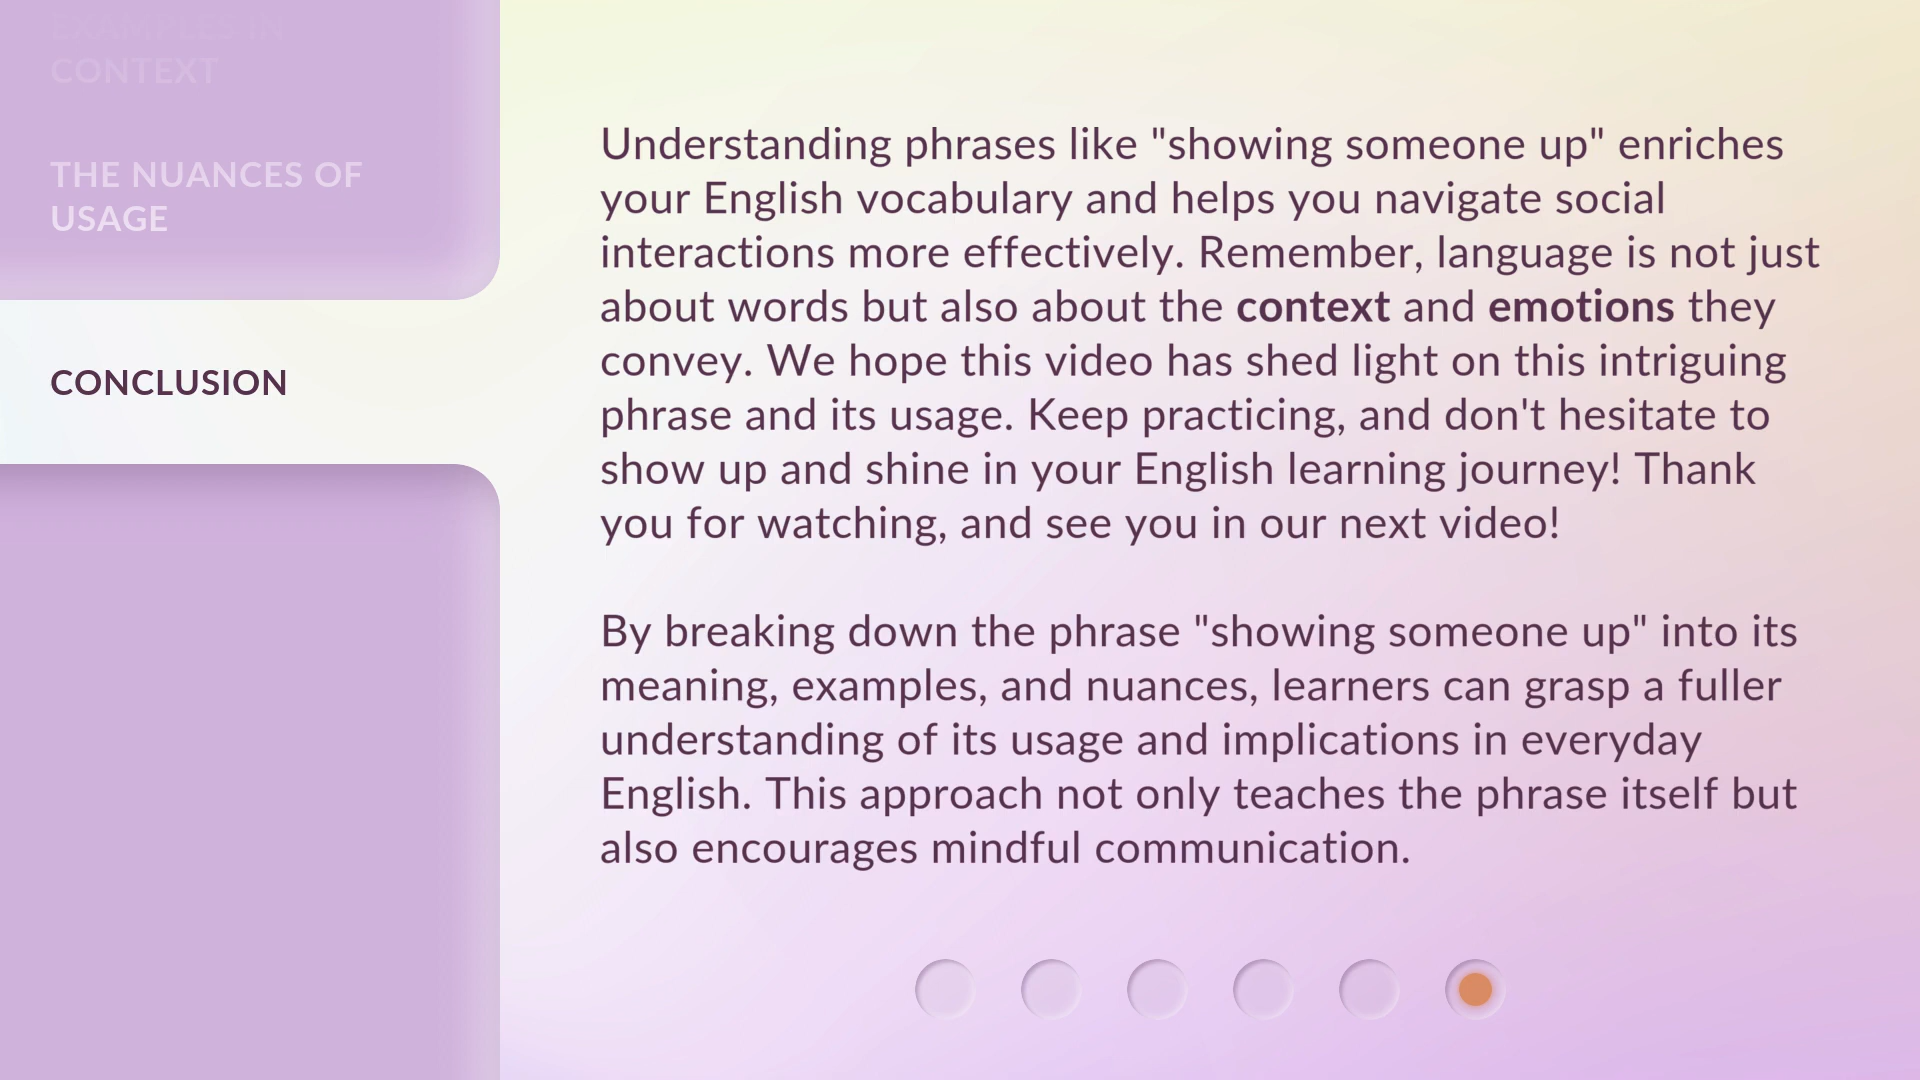 EXAMPLES IN
CONTEXT
THE NUANCES OF
USAGE
CONCLUSION
Understanding phrases like "showing someone up" enriches
your English vocabulary and helps you navigate social
interactions more effectively. Remember, language is not just
about words but also about the context and emotions they
convey. We hope this video has shed light on this intriguing
phrase and its usage. Keep practicing, and don't hesitate to
show up and shine in your English learning journey! Thank
you for watching, and see you in our next video!
By breaking down the phrase "showing someone up" into its
meaning, examples, and nuances, learners can grasp a fuller
understanding of its usage and implications in everyday
English. This approach not only teaches the phrase itself but
also encourages mindful communication.